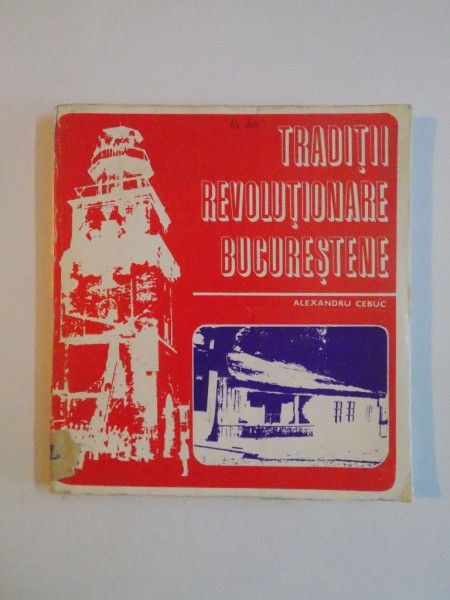 TRADIȚII
REVOLUȚIONARE
BUCUREȘTENE
ALEXANDRU CEBUC